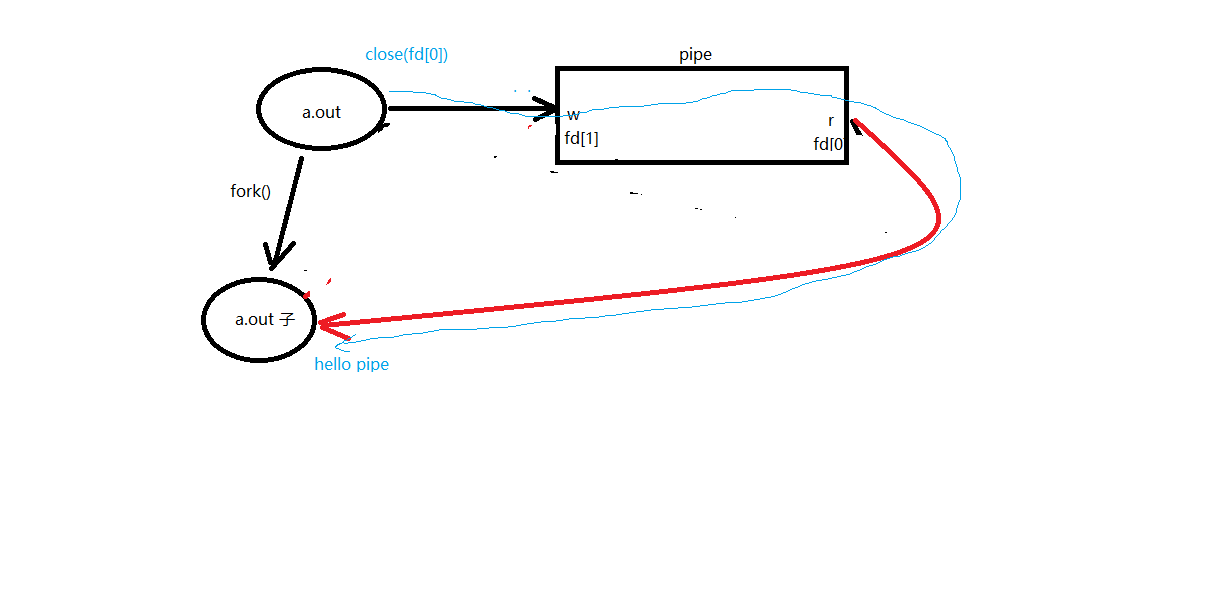 close(fd[0])
pipe
a.out
w
r
fd[1]
fd[0
fork()
a.out 子
hello pipe